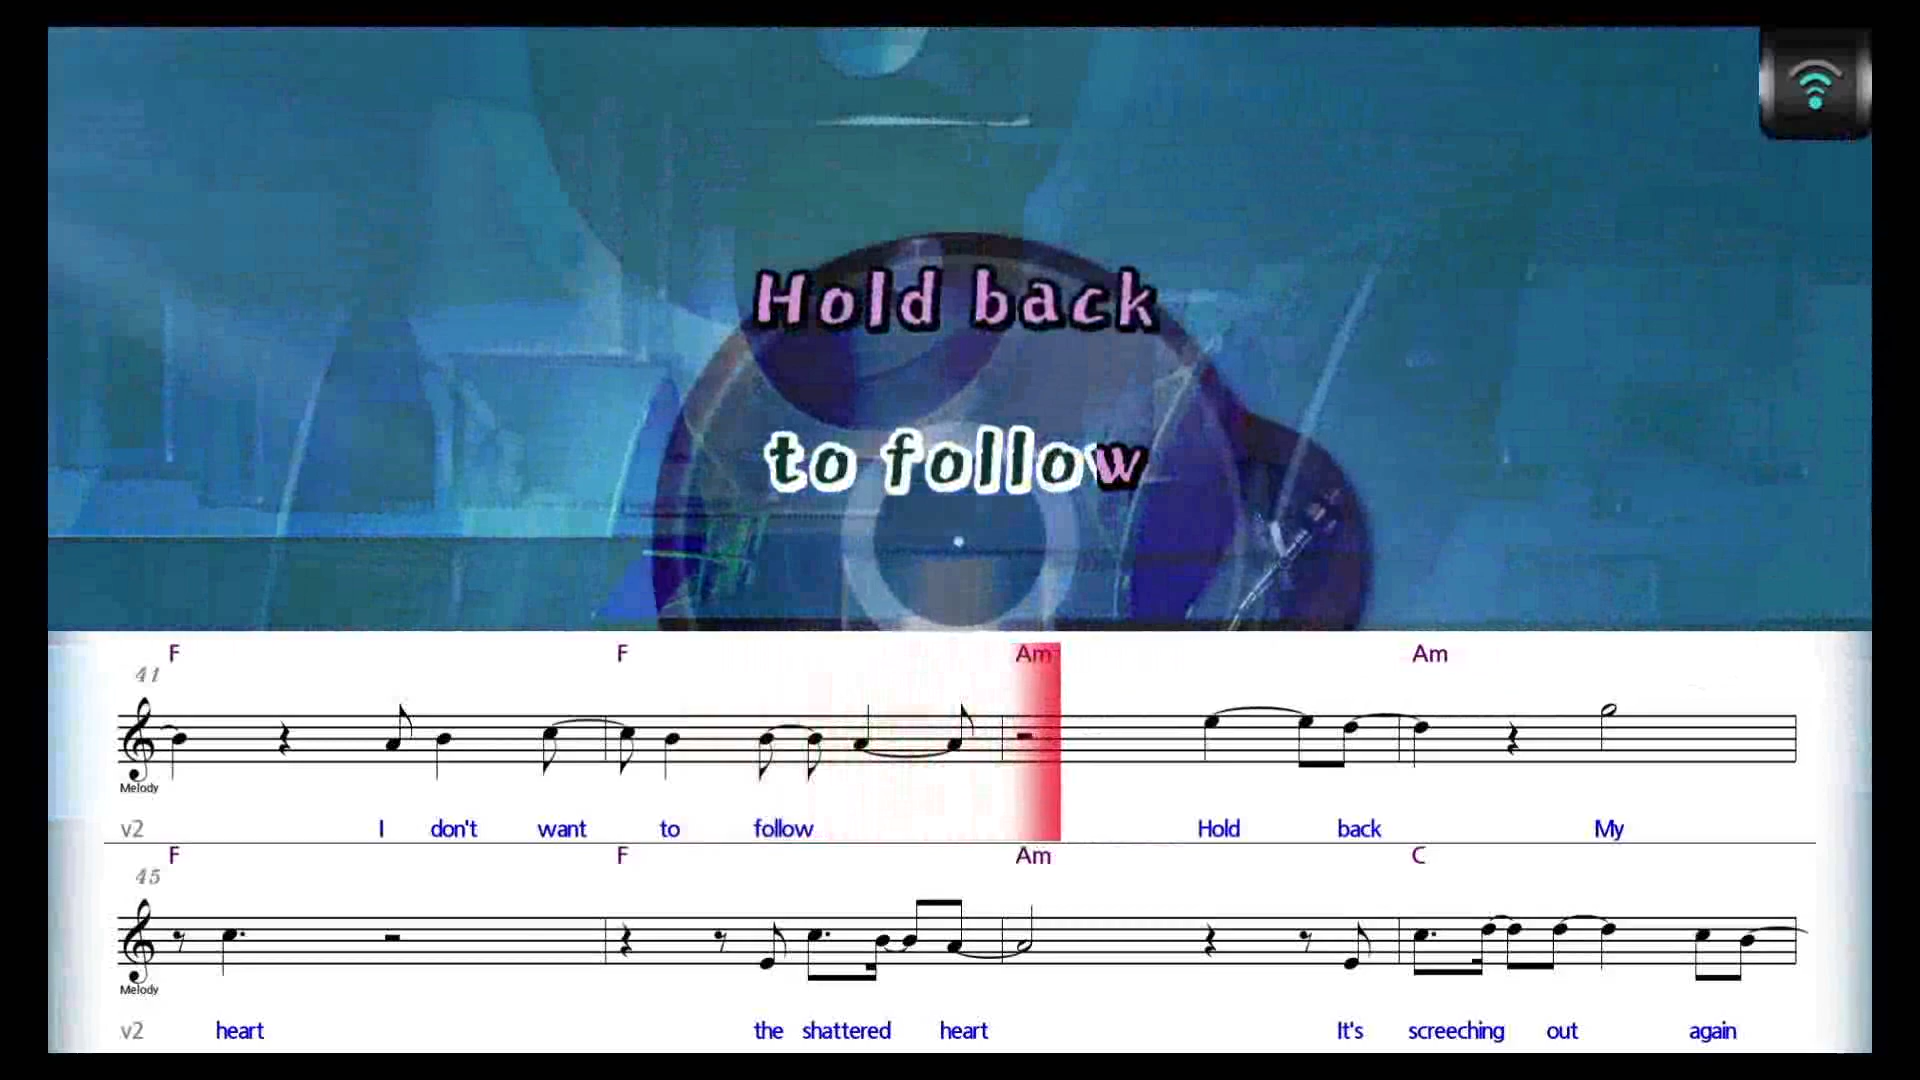 Hold back
to follow
F F Am Am
41
Melody
v2 I don't want to follow Hold back My
F F Am C
45
Melody
v2 heart the shattered heart It's screeching out again